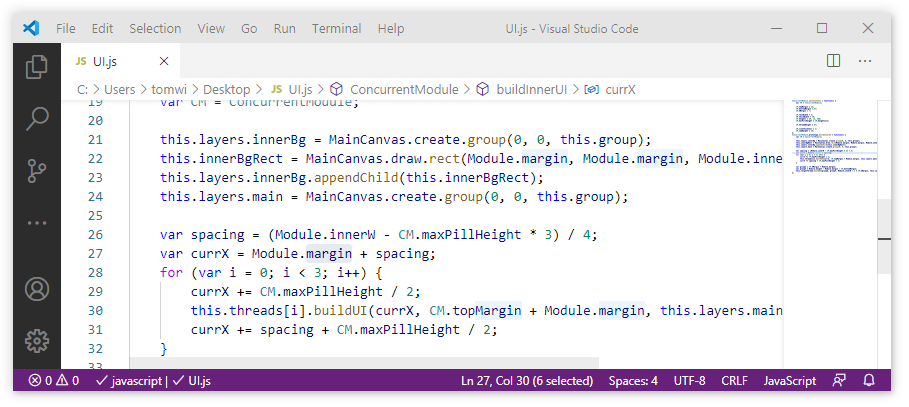 File Edit Selection View Go Run Terminal Help UI.js - Visual Studio Code
JS UI.js
C: > Users > tomwi > Desktop > JS UI.js > ConcurrentModule > buildInnerUI > currX
19 var CM = ConcurrentModule;
20
21 this.layers.innerBg = MainCanvas.create.group(0, 0, this.group);
22 this.innerBgRect = MainCanvas.draw.rect(Module.margin, Module.margin, Module.inne
23 this.layers.innerBg.appendChild(this.innerBgRect);
24 this.layers.main = MainCanvas.create.group(0, 0, this.group);
25
26 var spacing = (Module.innerW - CM.maxPillHeight * 3) / 4;
27 var currX = Module.margin + spacing;
28 for (var i = 0; i < 3; i++) {
29 currX += CM.maxPillHeight / 2;
30 this.threads[i].buildUI(currX, CM.topMargin + Module.margin, this.layers.main
31 currX += spacing + CM.maxPillHeight / 2;
32 }
33
0 0 javascript | UI.js Ln 27, Col 30 (6 selected) Spaces: 4 UTF-8 CRLF JavaScript